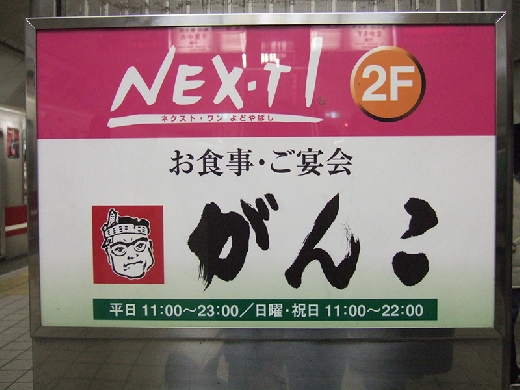 NEX・T1 2F
ネクスト・ワン よどやばし
お食事・ご宴会
がんこ
平日 11:00～23:00／日曜・祝日 11:00～22:00